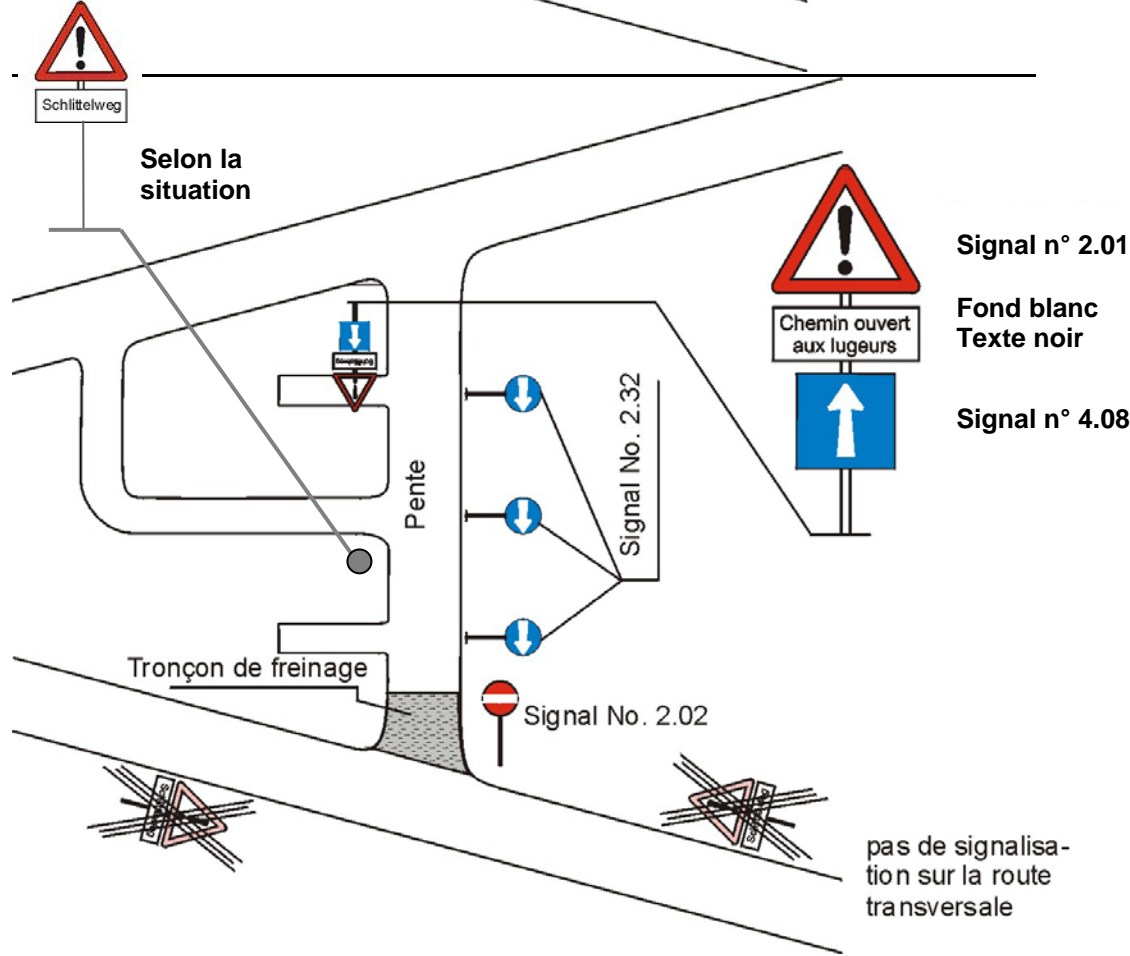 Schlittelweg
Selon la
situation
Signal n° 2.01
Fond blanc
Texte noir
Chemin ouvert
aux lugeurs
Signal n° 4.08
Schlittelweg
Pente
Signal No. 2.32
Tronçon de freinage
Signal No. 2.02
pas de signalisa-
tion sur la route
transversale